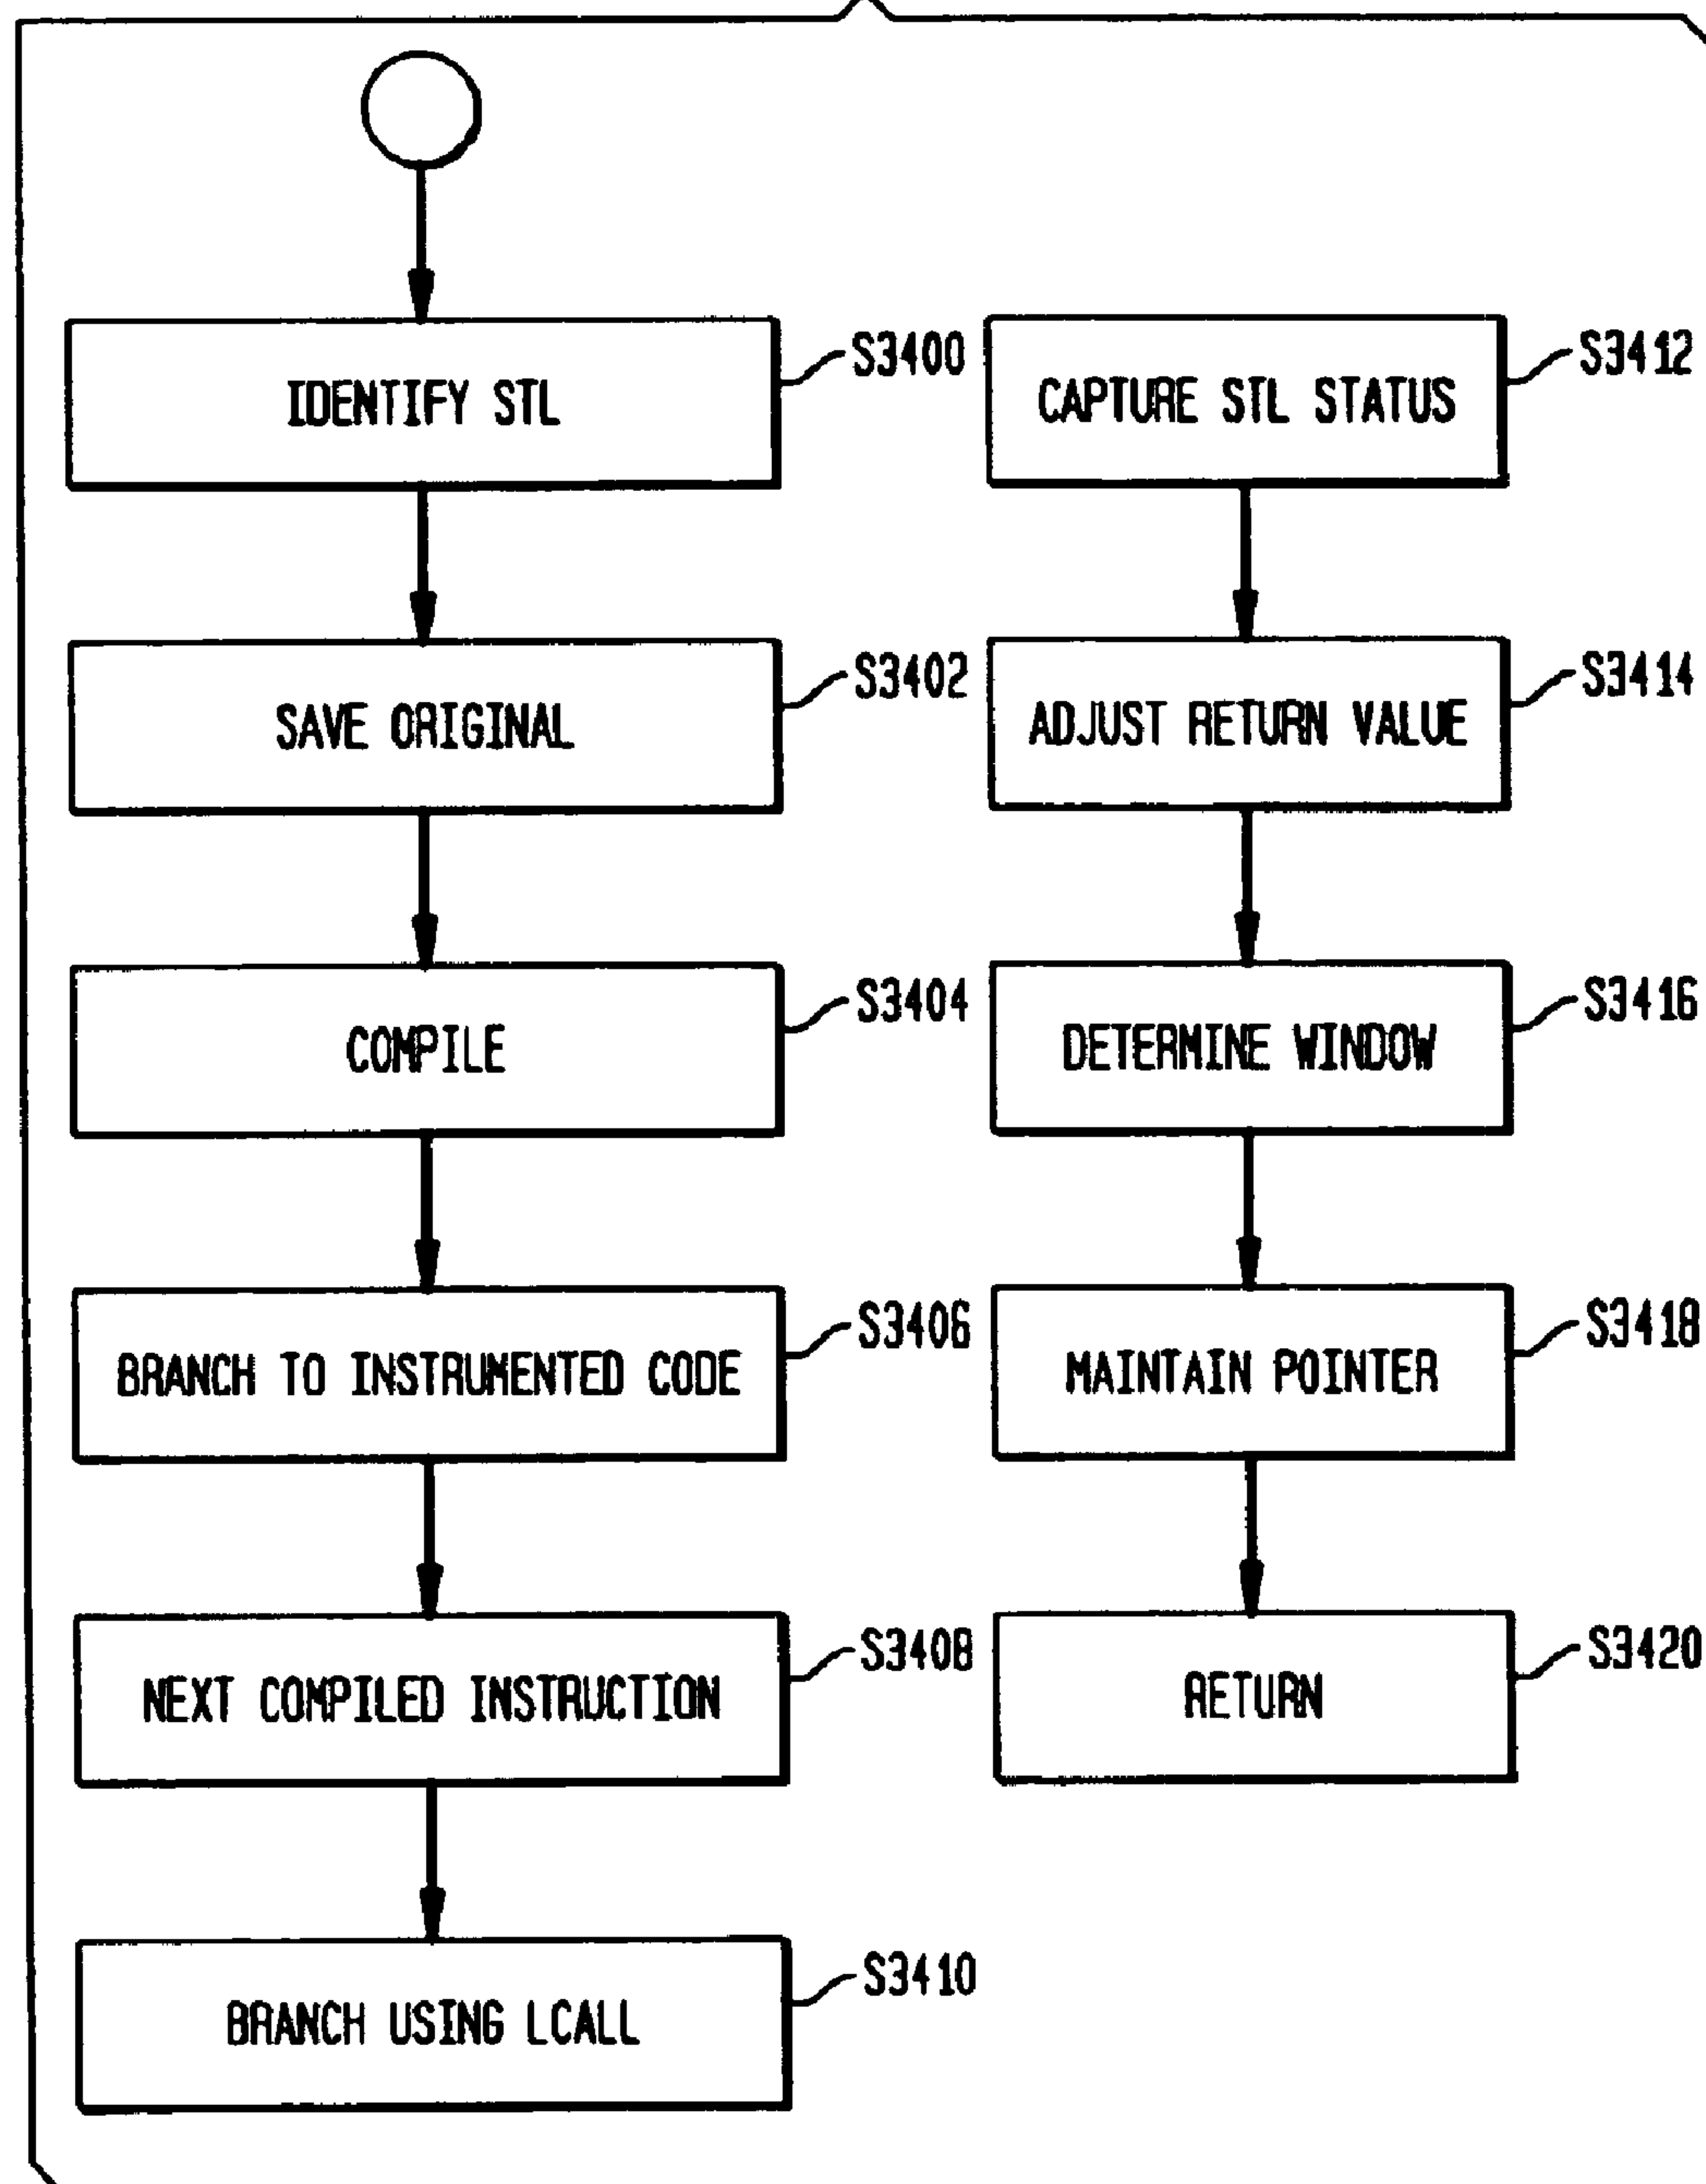 IDENTIFY STL
S3400
SAVE ORIGINAL
S3402
COMPILE
S3404
BRANCH TO INSTRUMENTED CODE
S3406
NEXT COMPILED INSTRUCTION
S3408
BRANCH USING LCALL
S3410
CAPTURE STL STATUS
S3412
ADJUST RETURN VALUE
S3414
DETERMINE WINDOW
S3416
MAINTAIN POINTER
S3418
RETURN
S3420